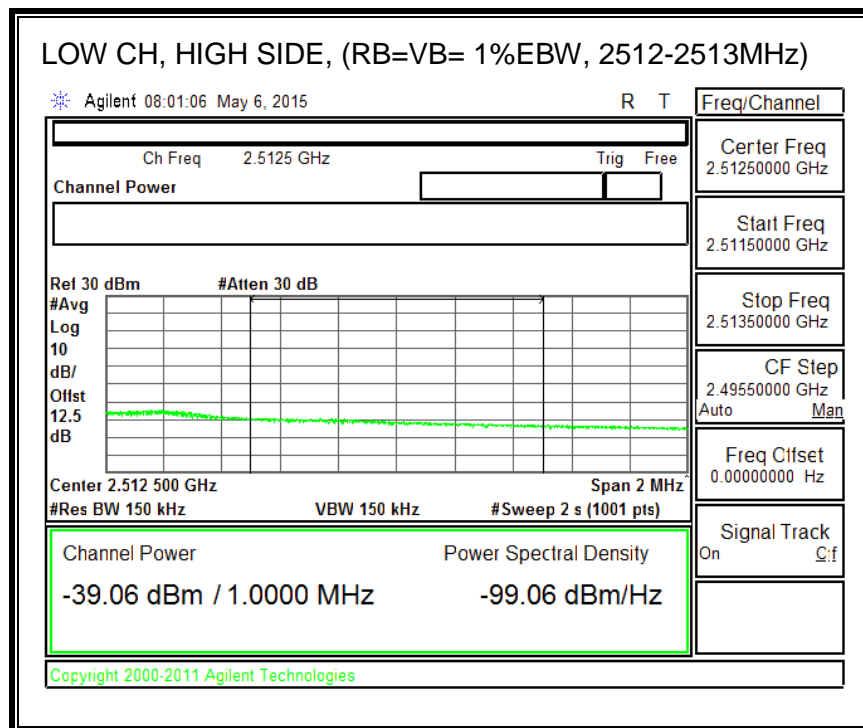 LOW CH, HIGH SIDE, (RB=VB= 1%EBW, 2512-2513MHz)
Agilent 08:01:06 May 6, 2015 R T
Freq/Channel
Ch Freq 2.5125 GHz Trig Free
Channel Power
Center Freq
2.51250000 GHz
Start Freq
2.51150000 GHz
Stop Freq
2.51350000 GHz
CF Step
2.49550000 GHz
Auto Man
Freq Offset
0.00000000 Hz
Signal Track
On Off
Ref 30 dBm #Atten 30 dB
#Avg
Log
10
dB/
Offst
12.5
dB
Center 2.512 500 GHz Span 2 MHz
#Res BW 150 kHz VBW 150 kHz #Sweep 2 s (1001 pts)
Channel Power Power Spectral Density
-39.06 dBm / 1.0000 MHz -99.06 dBm/Hz
Copyright 2000-2011 Agilent Technologies